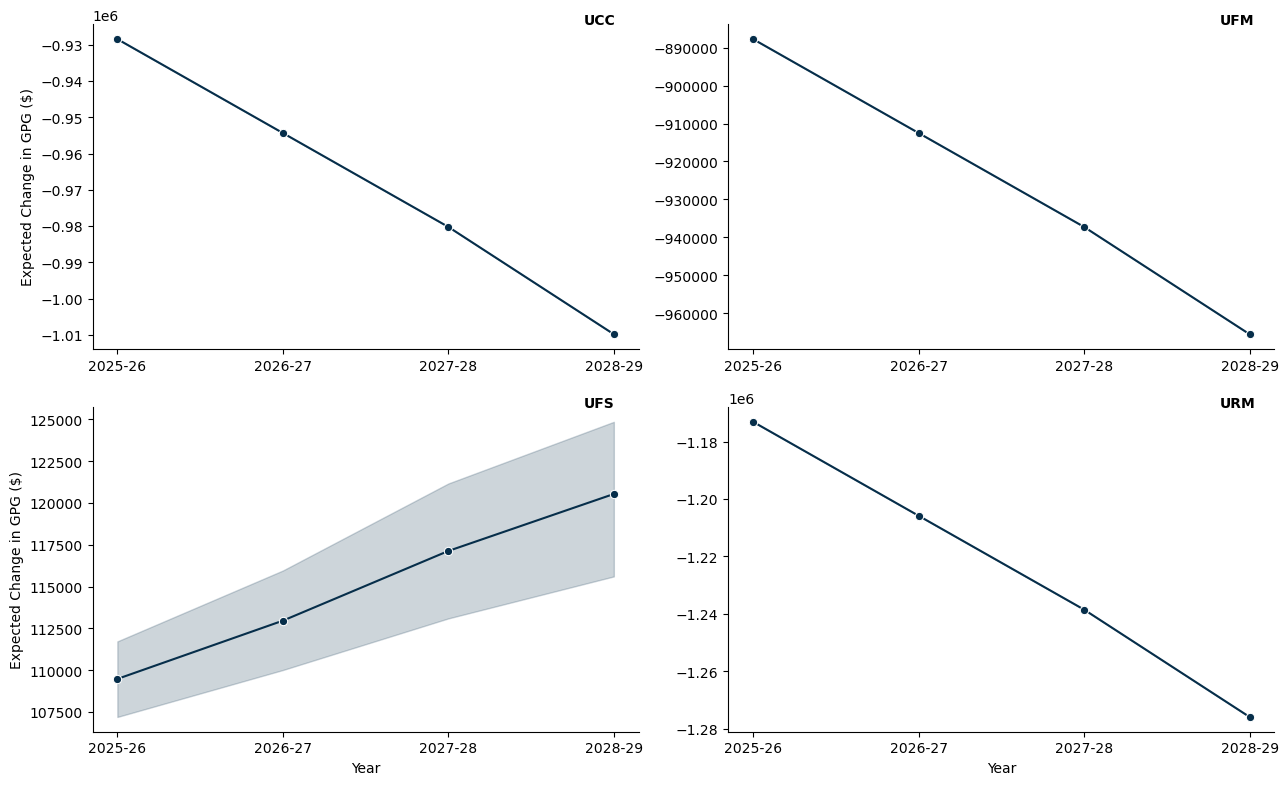 1e6
UCC
Expected Change in GPG ($)
−0.93
−0.94
−0.95
−0.96
−0.97
−0.98
−0.99
−1.00
−1.01
2025-26 2026-27 2027-28 2028-29
UFM
−890000
−900000
−910000
−920000
−930000
−940000
−950000
−960000
2025-26 2026-27 2027-28 2028-29
UFS
Expected Change in GPG ($)
125000
122500
120000
117500
115000
112500
110000
107500
2025-26 2026-27 2027-28 2028-29
Year
1e6
URM
−1.18
−1.20
−1.22
−1.24
−1.26
−1.28
2025-26 2026-27 2027-28 2028-29
Year